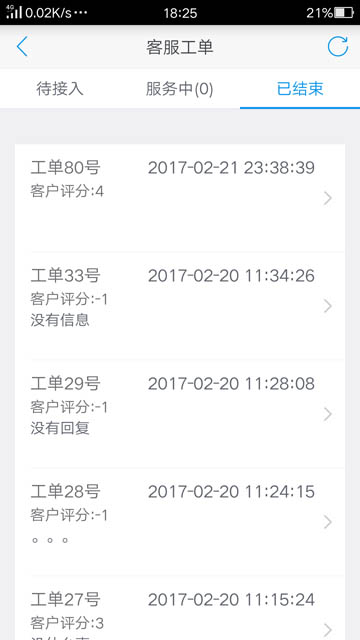 4G 0.02K/s 18:25 21%
客服工单
待接入 服务中(0) 已结束
工单80号 2017-02-21 23:38:39
客户评分:4
工单33号 2017-02-20 11:34:26
客户评分:-1
没有信息
工单29号 2017-02-20 11:28:08
客户评分:-1
没有回复
工单28号 2017-02-20 11:24:15
客户评分:-1
。。。
工单27号 2017-02-20 11:15:24
客户评分:3